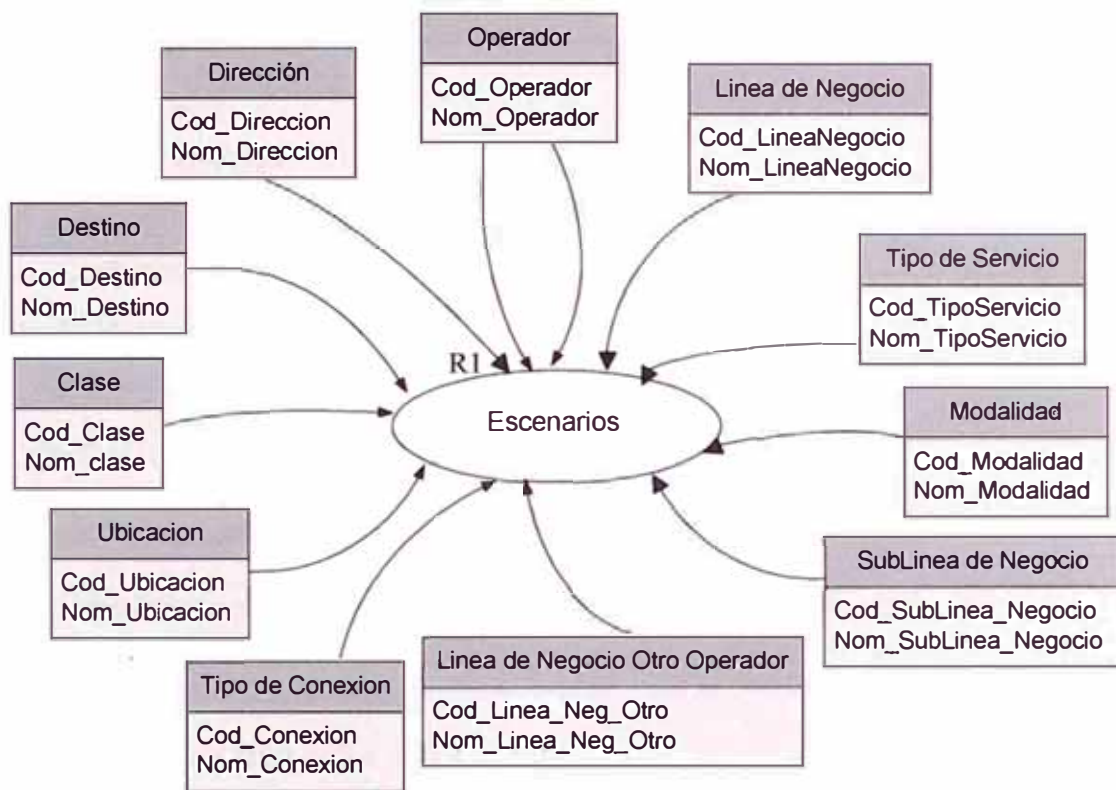 Operador
Cod_Operador
Nom_Operador
Dirección
Cod_Direccion
Nom_Direccion
Linea de Negocio
Cod_LineaNegocio
Nom_LineaNegocio
Destino
Cod_Destino
Nom_Destino
Tipo de Servicio
Cod_TipoServicio
Nom_TipoServicio
R1
Escenarios
Clase
Cod_Clase
Nom_clase
Modalidad
Cod_Modalidad
Nom_Modalidad
Ubicacion
Cod_Ubicacion
Nom_Ubicacion
SubLinea de Negocio
Cod_SubLinea_Negocio
Nom_SubLinea_Negocio
Tipo de Conexion
Cod_Conexion
Nom_Conexion
Linea de Negocio Otro Operador
Cod_Linea_Neg_Otro
Nom_Linea_Neg_Otro